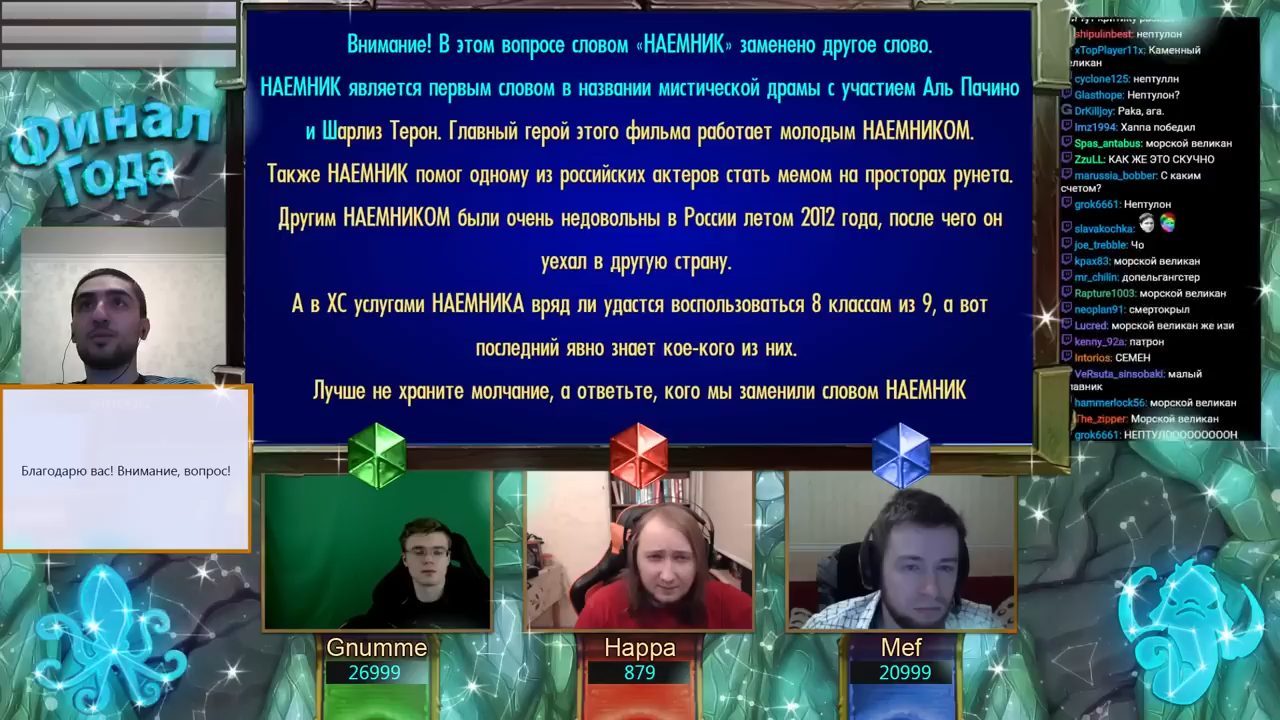 Внимание! В этом вопросе словом «НАЕМНИК» заменено другое слово.
НАЕМНИК является первым словом в названии мистической драмы с участием Аль Пачино
и Шарлиз Терон. Главный герой этого фильма работает молодым НАЕМНИКОМ.
Также НАЕМНИК помог одному из российских актеров стать мемом на просторах рунета.
Другим НАЕМНИКОМ были очень недовольны в России летом 2012 года, после чего он
уехал в другую страну.
А в ХС услугами НАЕМНИКА вряд ли удастся воспользоваться 8 классам из 9, а вот
последний явно знает кое-кого из них.
Лучше не храните молчание, а ответьте, кого мы заменили словом НАЕМНИК
Финал
Года
Благодарю вас! Внимание, вопрос!
shipulinbest: нептулон
xTopPlayer11x: Каменный
еликан
cyclone125: нептуллн
Glasthope: Нептулон?
DrKilljoy: Рака, ага.
lmz1994: Хаппа победил
Spas_antabus: морской великан
ZzuLL: КАК ЖЕ ЭТО СКУЧНО
marussia_bobber: С каким
счетом?
grok6661: Нептулон
slavakochka:
joe_trebble: Чо
kpax83: морской великан
mr_chilin: допельгангстер
Rapture1003: морской великан
neoplan91: смертокрыл
Lucred: морской великан же изи
kenny_92a: патрон
Intorios: СЕМЕН
VeRsuta_sinsobaki: малый
лавник
hammerlock56: морской великан
The_zipper: Морской великан
grok6661: НЕПТУЛОООООООООН
Gnumme
26999
Happa
879
Mef
20999